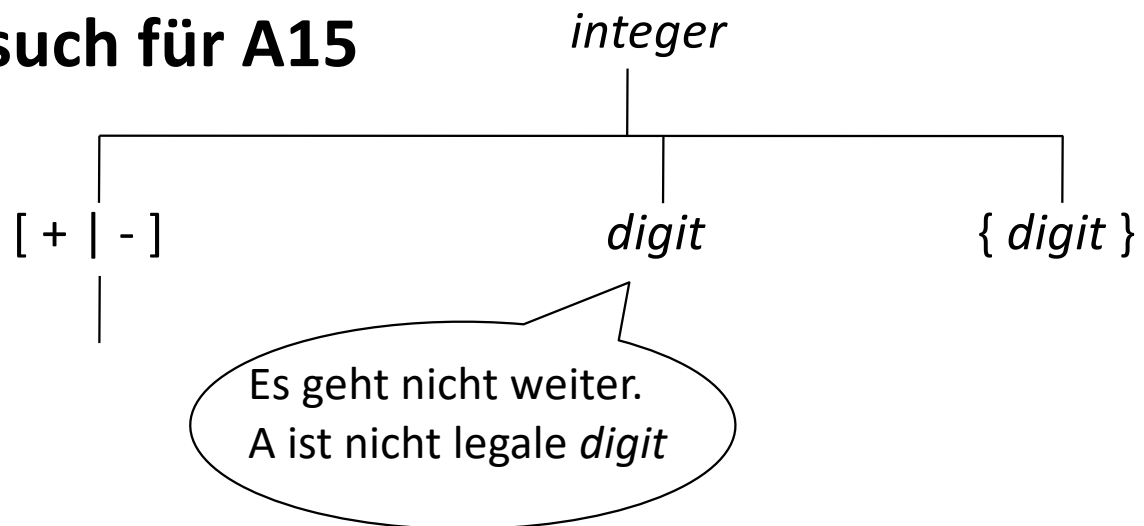 such für A15
integer
[ + | - ]
digit
{ digit }
Es geht nicht weiter.
A ist nicht legale digit